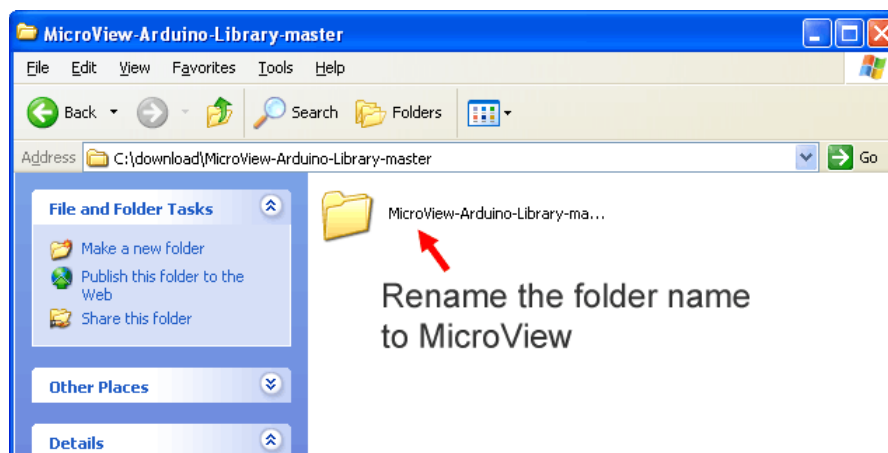 MicroView-Arduino-Library-master
File Edit View Favorites Tools Help
Back Search Folders
Address C:\download\MicroView-Arduino-Library-master Go
File and Folder Tasks
Make a new folder
Publish this folder to the
Web
Share this folder
Other Places
Details
MicroView-Arduino-Library-ma...
Rename the folder name
to MicroView